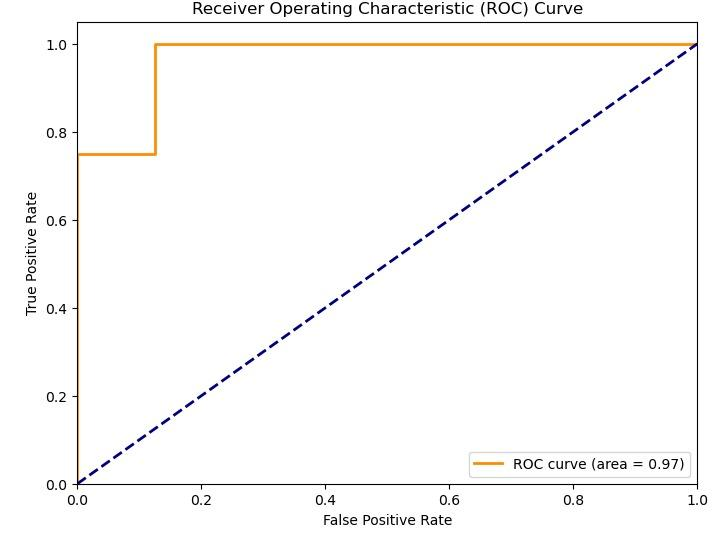 Receiver Operating Characteristic (ROC) Curve
1.0
0.8
0.6
0.4
0.2
0.0
True Positive Rate
0.0 0.2 0.4 0.6 0.8 1.0
False Positive Rate
ROC curve (area = 0.97)